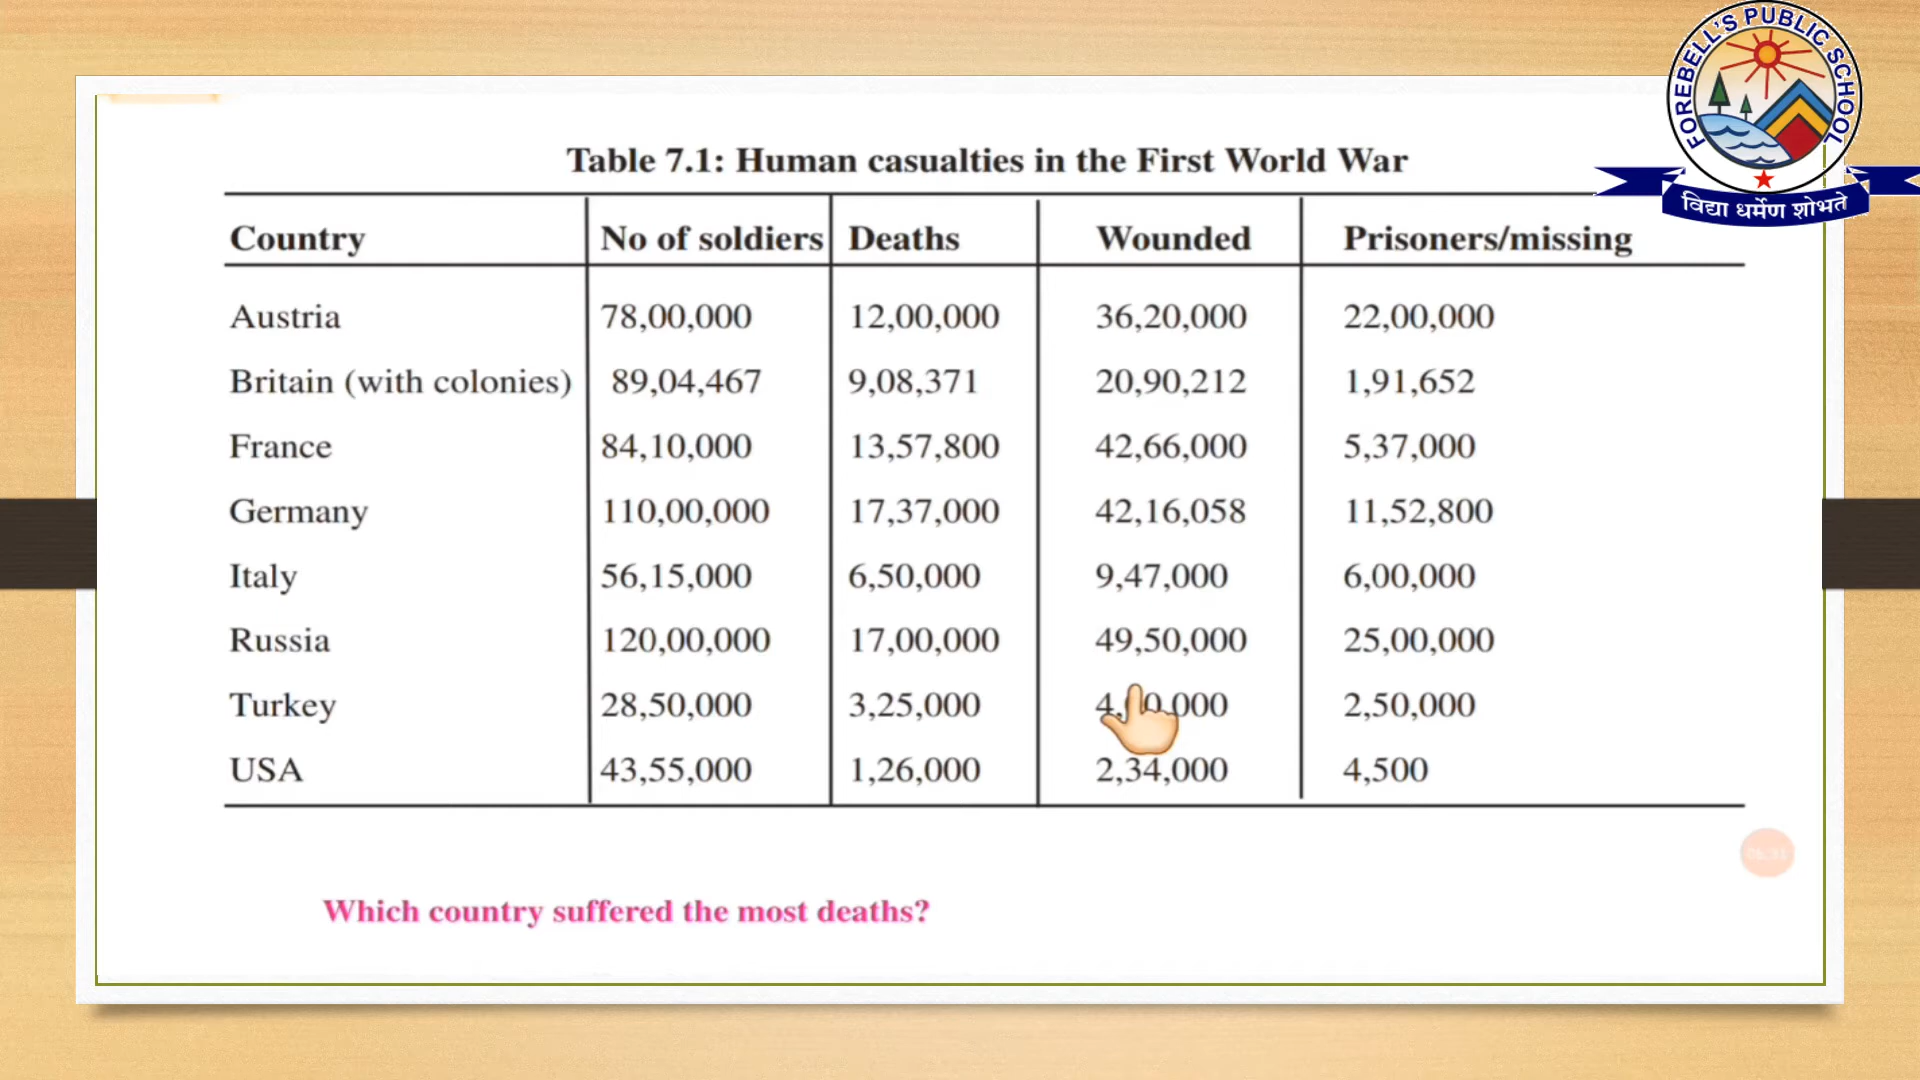 FOREBELL'S PUBLIC SCHOOL
विद्या धर्मेण शोभते
Table 7.1: Human casualties in the First World War
Country No of soldiers Deaths Wounded Prisoners/missing
Austria 78,00,000 12,00,000 36,20,000 22,00,000
Britain (with colonies) 89,04,467 9,08,371 20,90,212 1,91,652
France 84,10,000 13,57,800 42,66,000 5,37,000
Germany 110,00,000 17,37,000 42,16,058 11,52,800
Italy 56,15,000 6,50,000 9,47,000 6,00,000
Russia 120,00,000 17,00,000 49,50,000 25,00,000
Turkey 28,50,000 3,25,000 2,50,000
USA 43,55,000 1,26,000 2,34,000 4,500
Which country suffered the most deaths?